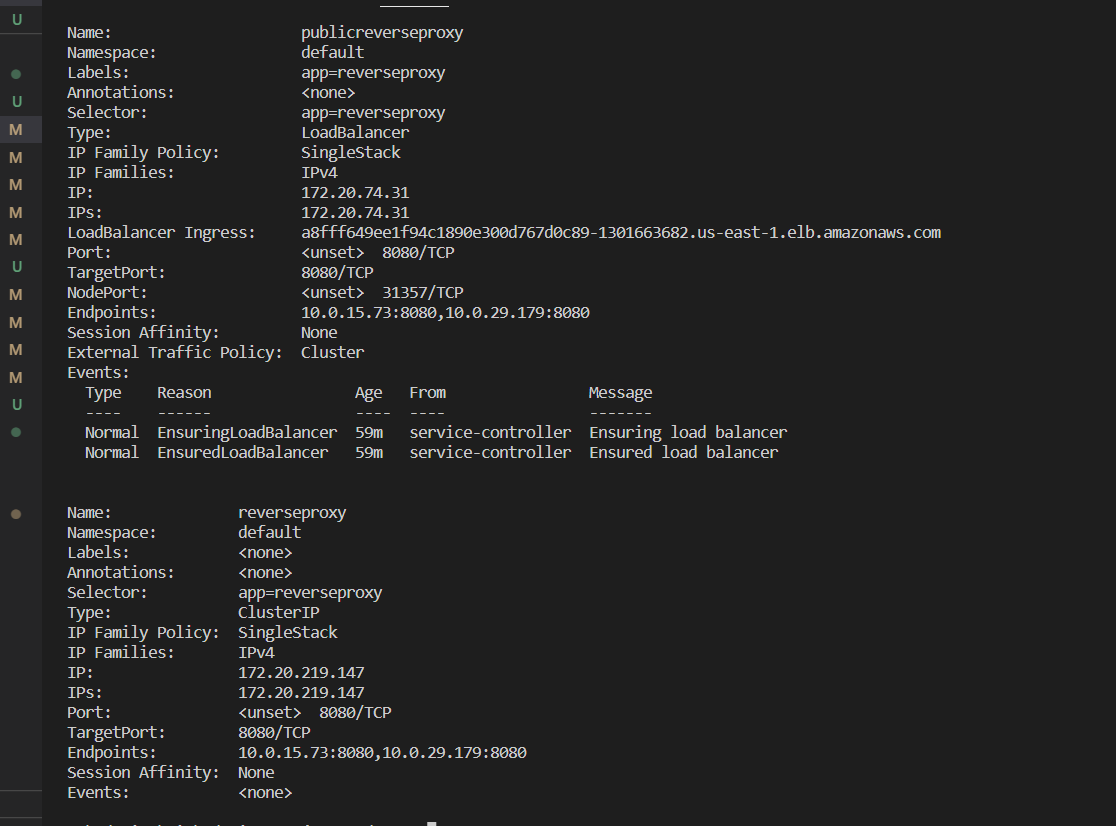 U
Name: publicreverseproxy
Namespace: default
Labels: app=reverseproxy
Annotations: <none>
U
Selector: app=reverseproxy
M
Type: LoadBalancer
M
IP Family Policy: SingleStack
IP Families: IPv4
M
IP: 172.20.74.31
M
IPs: 172.20.74.31
M
LoadBalancer Ingress: a8fff649ee1f94c1890e300d767d0c89-1301663682.us-east-1.elb.amazonaws.com
Port: <unset> 8080/TCP
U
TargetPort: 8080/TCP
M
NodePort: <unset> 31357/TCP
Endpoints: 10.0.15.73:8080,10.0.29.179:8080
M
Session Affinity: None
M
External Traffic Policy: Cluster
Events:
M
Type Reason Age From Message
U
---- ------ ---- ---- -------
Normal EnsuringLoadBalancer 59m service-controller Ensuring load balancer
Normal EnsuredLoadBalancer 59m service-controller Ensured load balancer
Name: reverseproxy
Namespace: default
Labels: <none>
Annotations: <none>
Selector: app=reverseproxy
Type: ClusterIP
IP Family Policy: SingleStack
IP Families: IPv4
IP: 172.20.219.147
IPs: 172.20.219.147
Port: <unset> 8080/TCP
TargetPort: 8080/TCP
Endpoints: 10.0.15.73:8080,10.0.29.179:8080
Session Affinity: None
Events: <none>